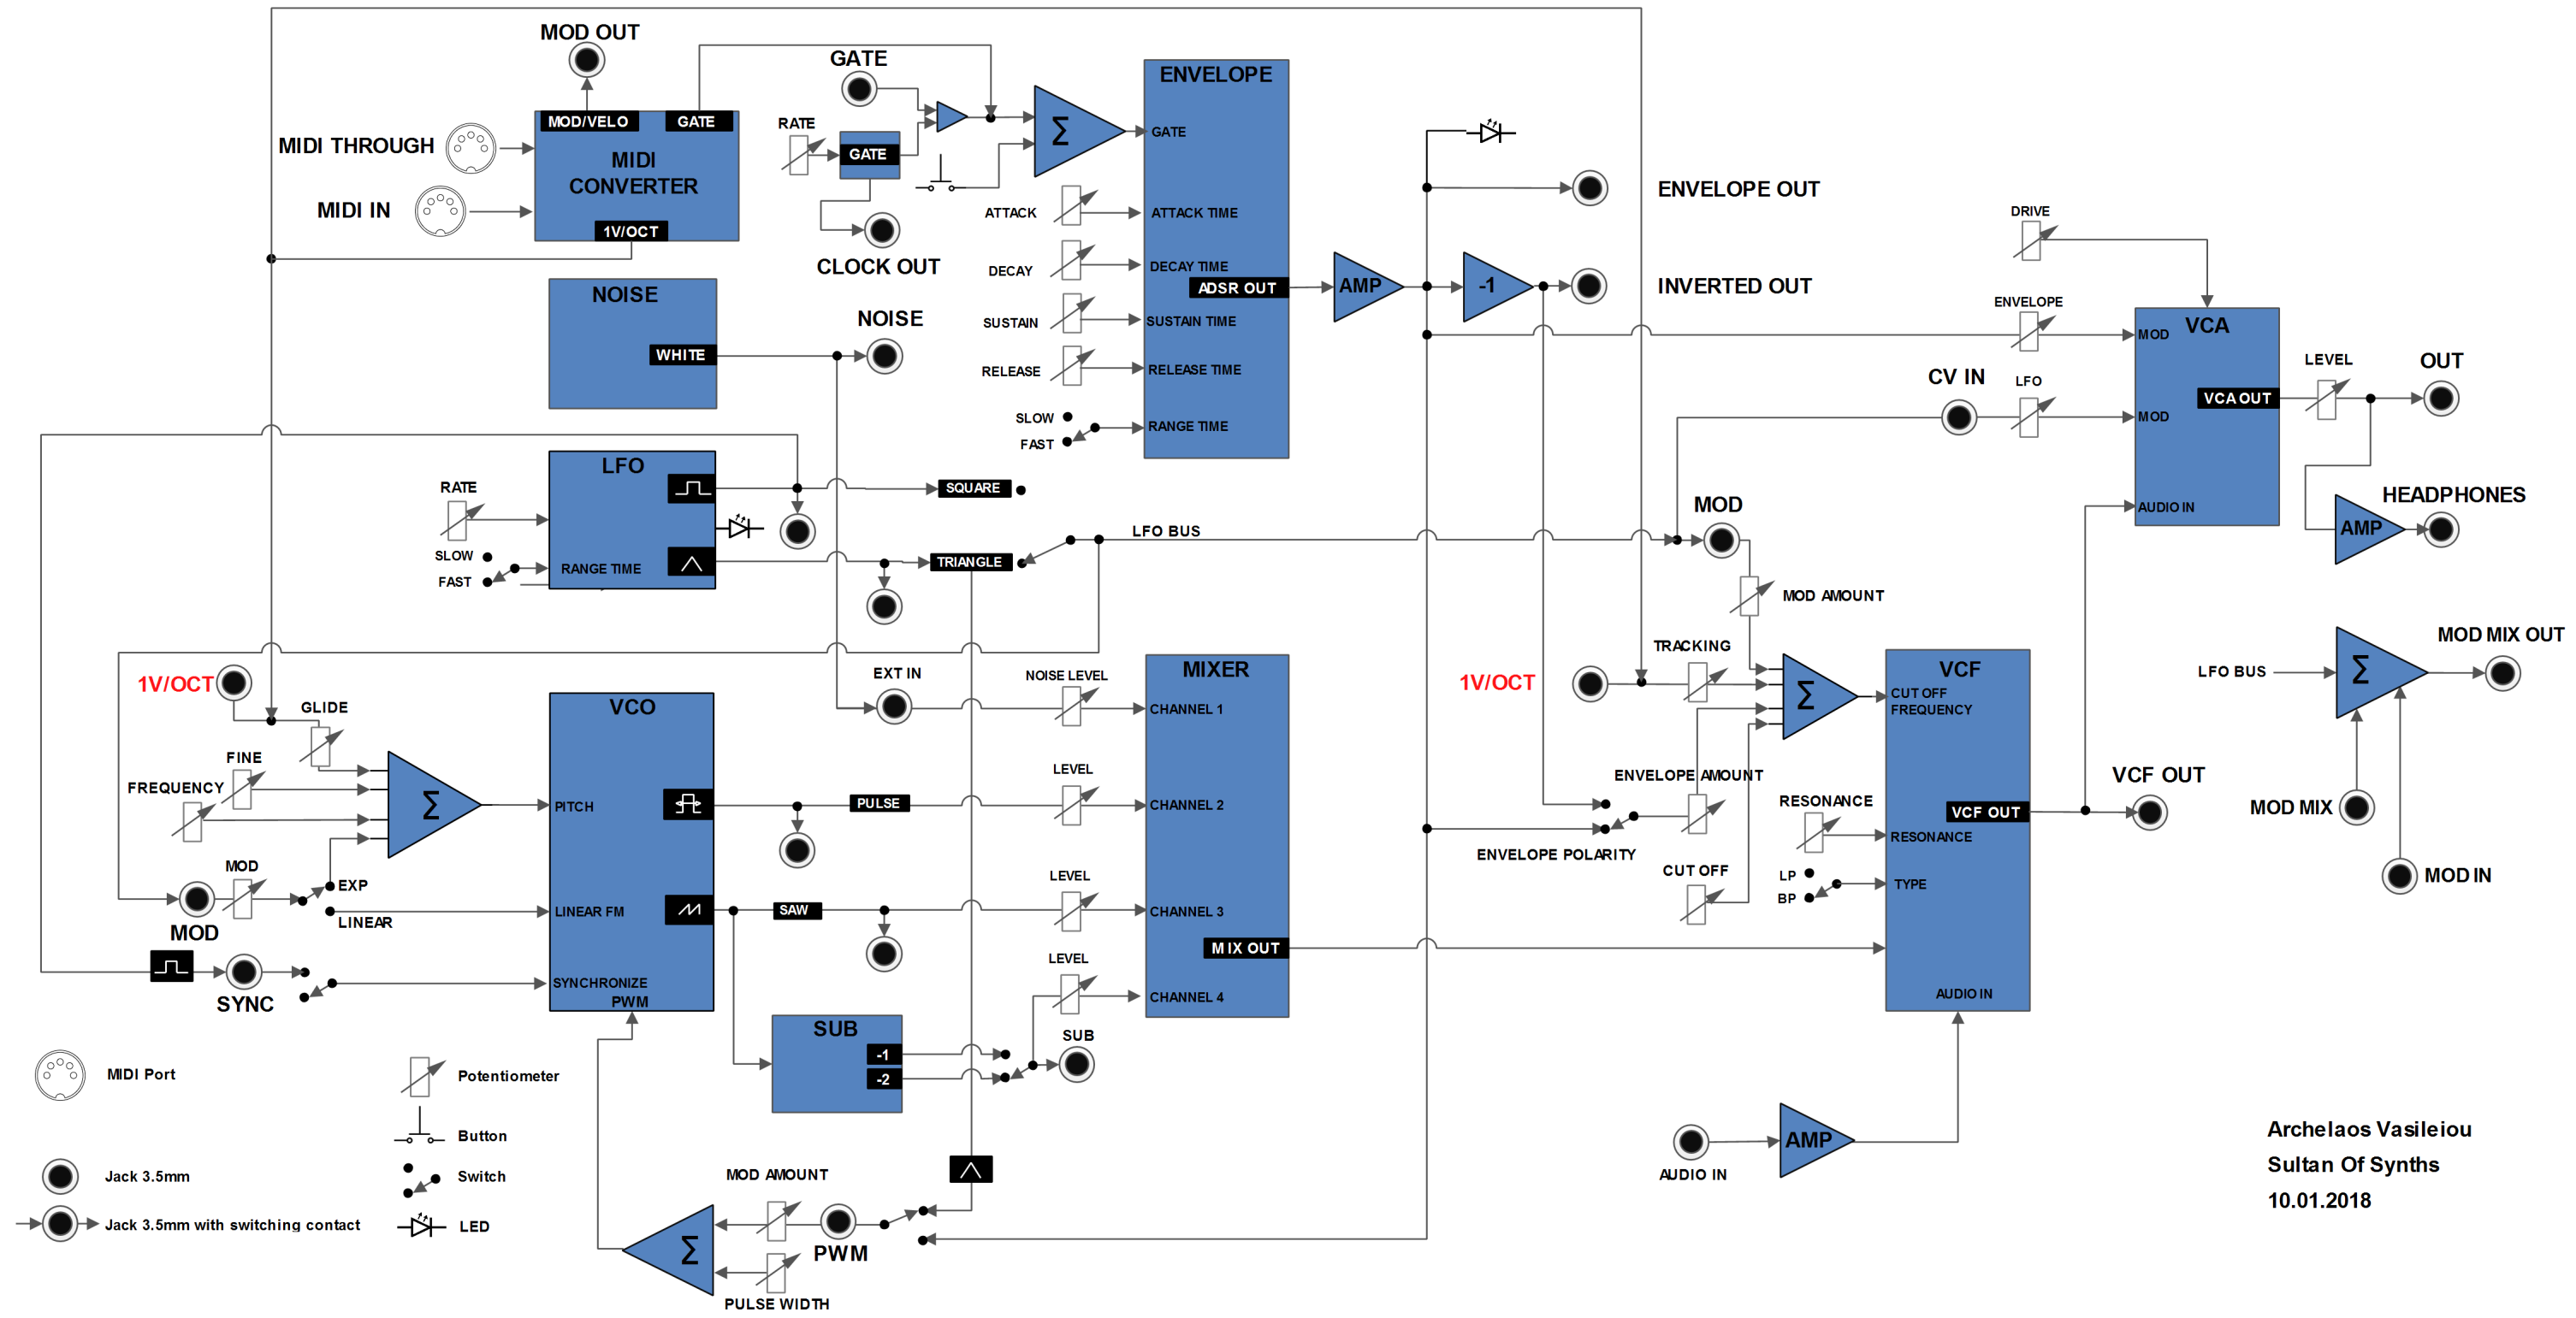 MOD OUT
MOD/VELO
GATE
MIDI
CONVERTER
1V/OCT
MIDI THROUGH
MIDI IN
GATE
RATE
GATE
CLOCK OUT
Σ
ENVELOPE
GATE
ATTACK TIME
DECAY TIME
ADSR OUT
SUSTAIN TIME
RELEASE TIME
RANGE TIME
ATTACK
DECAY
SUSTAIN
RELEASE
SLOW
FAST
AMP
-1
ENVELOPE OUT
INVERTED OUT
NOISE
WHITE
NOISE
LFO
RANGE TIME
RATE
SLOW
FAST
SQUARE
TRIANGLE
LFO BUS
DRIVE
ENVELOPE
CV IN
LFO
VCA
MOD
MOD
VCA OUT
AUDIO IN
LEVEL
OUT
HEADPHONES
AMP
MOD
MOD AMOUNT
TRACKING
1V/OCT
Σ
ENVELOPE AMOUNT
ENVELOPE POLARITY
CUT OFF
VCF
CUT OFF
FREQUENCY
VCF OUT
RESONANCE
TYPE
AUDIO IN
RESONANCE
LP
BP
VCF OUT
LFO BUS
Σ
MOD MIX OUT
MOD MIX
MOD IN
1V/OCT
GLIDE
FINE
FREQUENCY
Σ
MOD
EXP
LINEAR
MOD
SYNC
VCO
PITCH
LINEAR FM
SYNCHRONIZE
PWM
PULSE
SAW
EXT IN
NOISE LEVEL
LEVEL
LEVEL
LEVEL
MIXER
CHANNEL 1
CHANNEL 2
CHANNEL 3
MIX OUT
CHANNEL 4
SUB
-1
-2
SUB
MOD AMOUNT
PWM
Σ
PULSE WIDTH
AUDIO IN
AMP
MIDI Port
Jack 3.5mm
Jack 3.5mm with switching contact
Potentiometer
Button
Switch
LED
Archelaos Vasileiou
Sultan Of Synths
10.01.2018